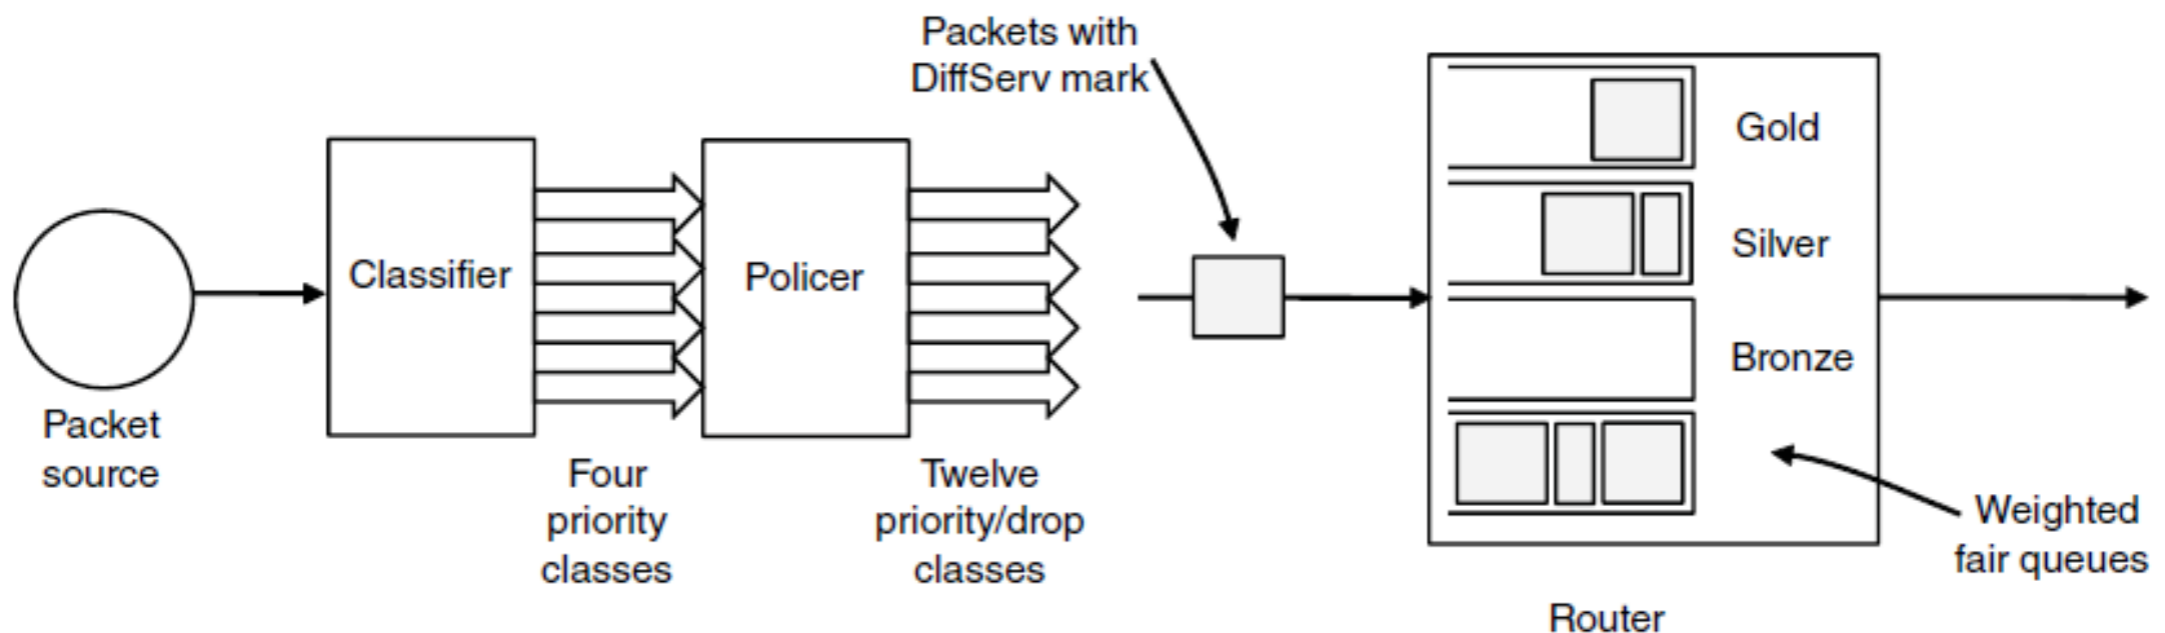 Packets with
DiffServ mark
Gold
Silver
Bronze
Classifier
Policer
Packet
source
Four
priority
classes
Twelve
priority/drop
classes
Weighted
fair queues
Router